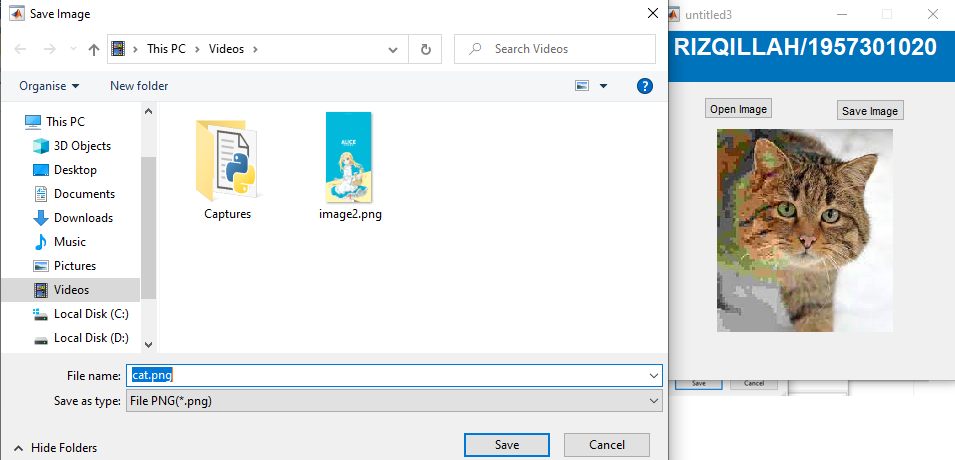 Save Image
This PC > Videos >
Search Videos
Organise
New folder
?
This PC
3D Objects
Desktop
Documents
Downloads
Music
Pictures
Videos
Local Disk (C:)
Local Disk (D:)
ALICE
Captures
image2.png
File name:
cat.png
Save as type:
File PNG(*.png)
Hide Folders
Save
Cancel
untitled3
RIZQILLAH/1957301020
Open Image
Save Image
Save
Cancel